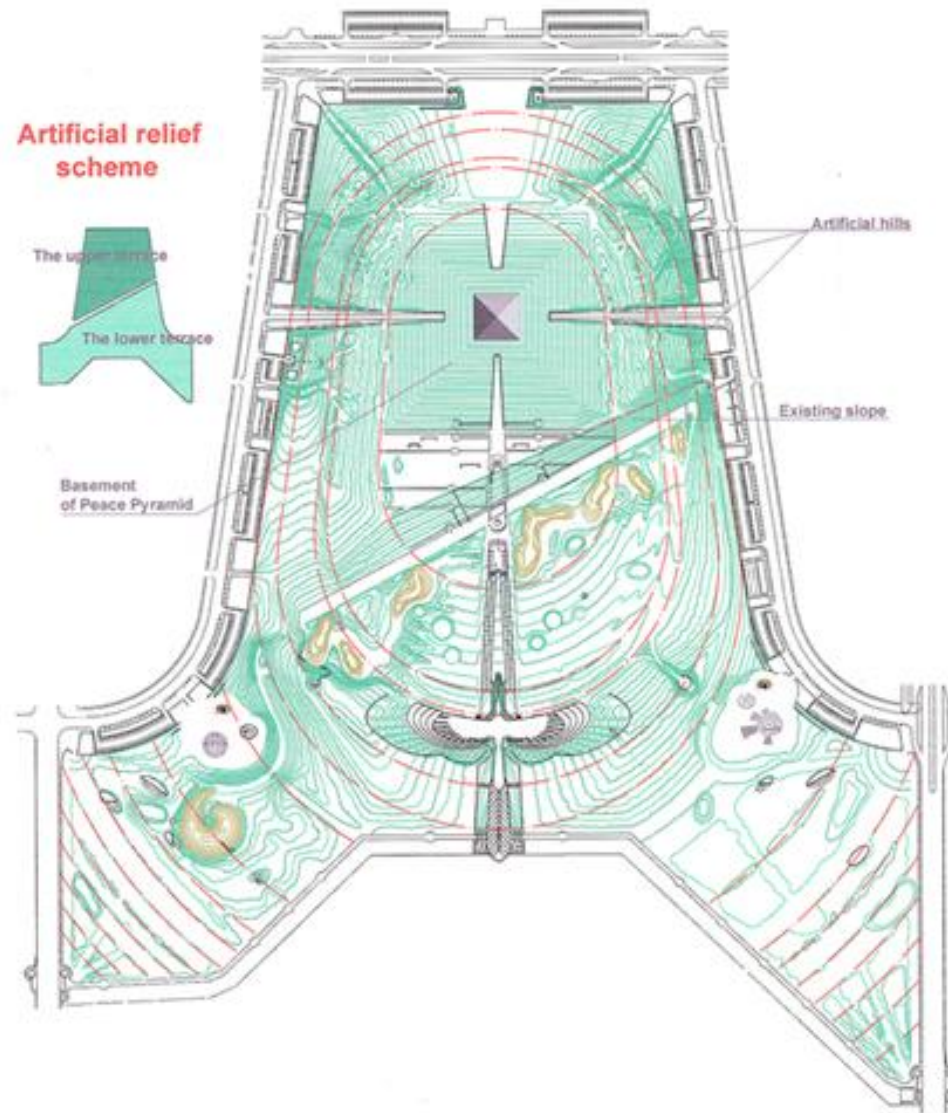 Artificial relief
scheme
The upper terrace
The lower terrace
Artificial hills
Existing slope
Basement
of Peace Pyramid